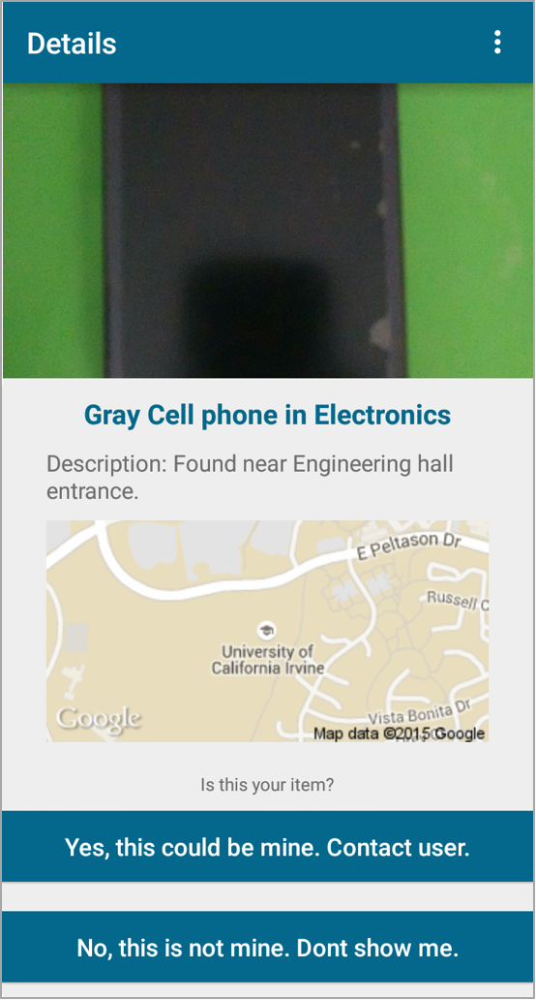 Details
Gray Cell phone in Electronics
Description: Found near Engineering hall
entrance.
E Peltason Dr
Russell C
University of
California Irvine
Vista Bonita Dr
Google
Map data ©2015 Google
Is this your item?
Yes, this could be mine. Contact user.
No, this is not mine. Dont show me.